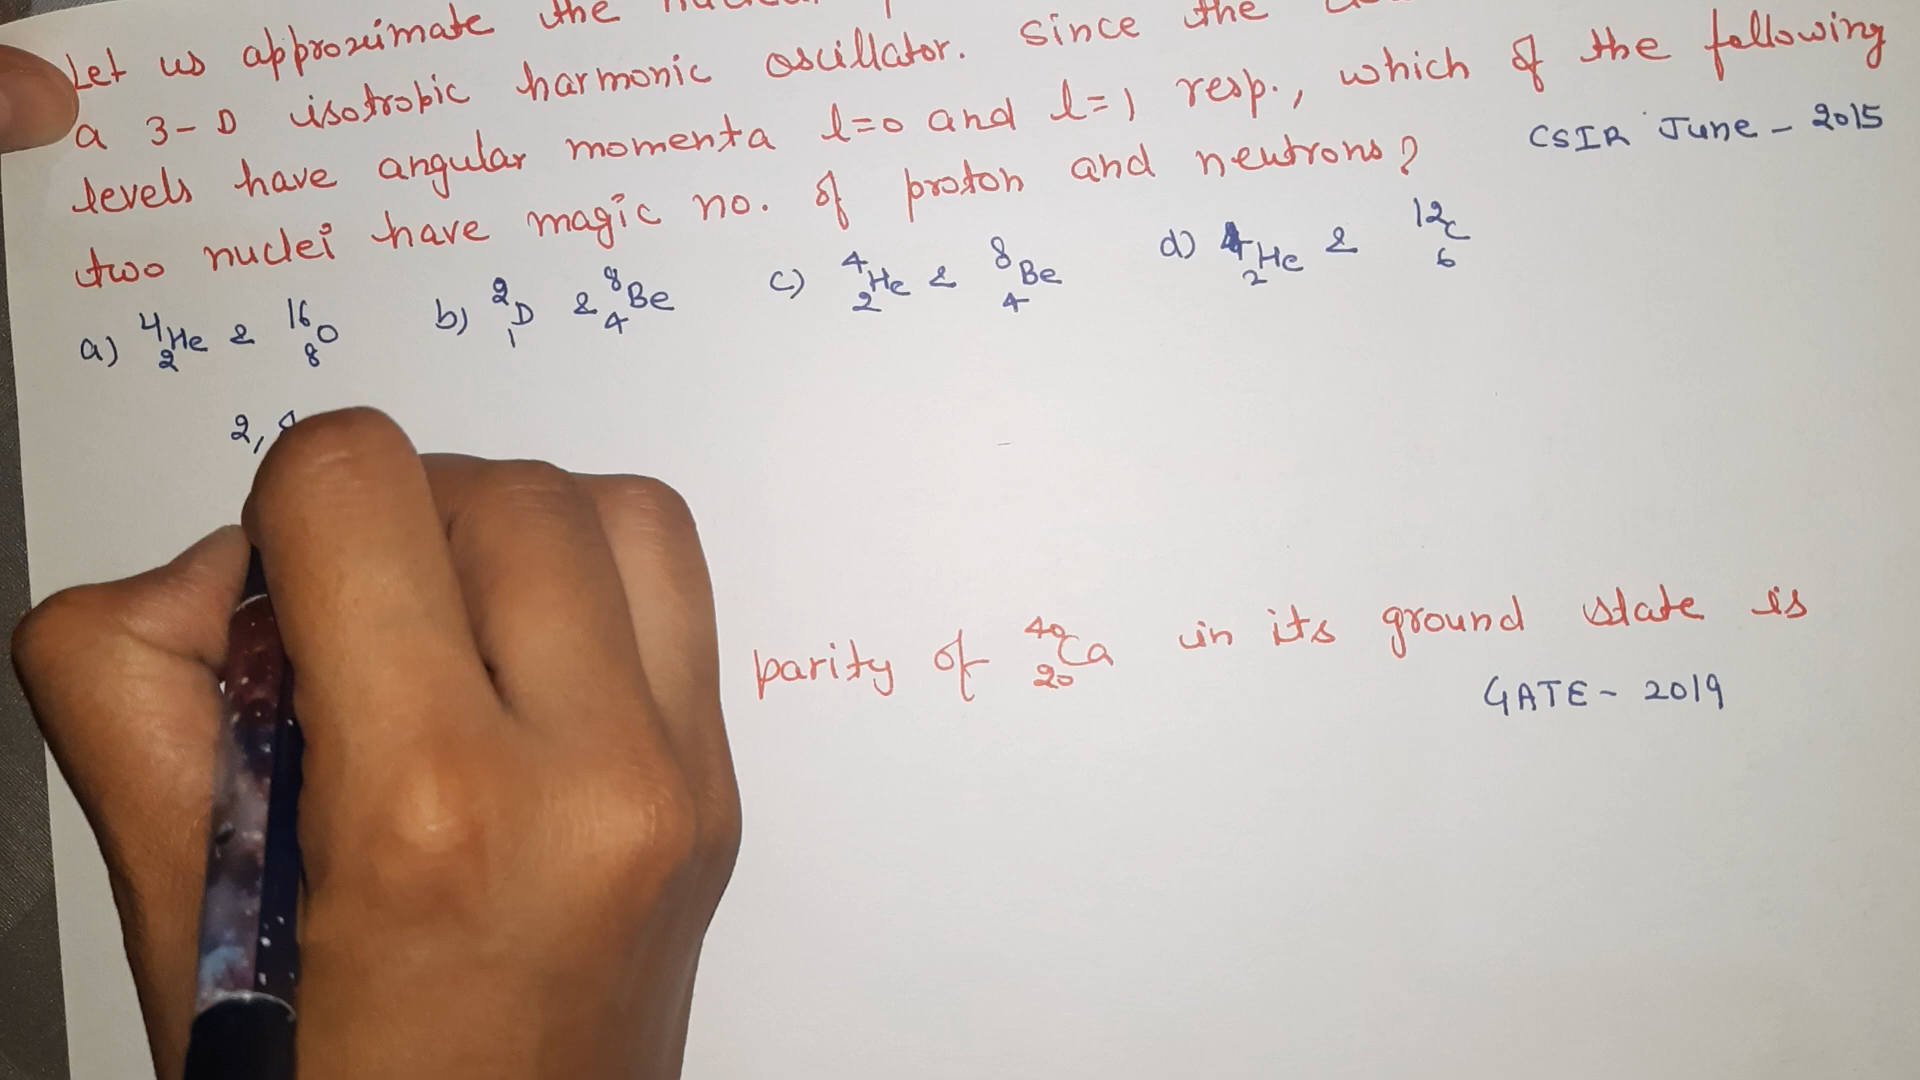 Let us approximate the
a 3-D isotropic harmonic oscillator. Since the
levels have angular momenta l=0 and l=1 resp., which of the following
two nuclei have magic no. of proton and neutrons? CSIR June - 2015
a) ⁴₂He & ¹⁶₈O b) ²₁D & ⁸₄Be c) ⁴₂He & ⁸₄Be d) ⁴₂He & ¹²₆C
2,
parity of ⁴⁰₂₀Ca in its ground state is
GATE - 2019